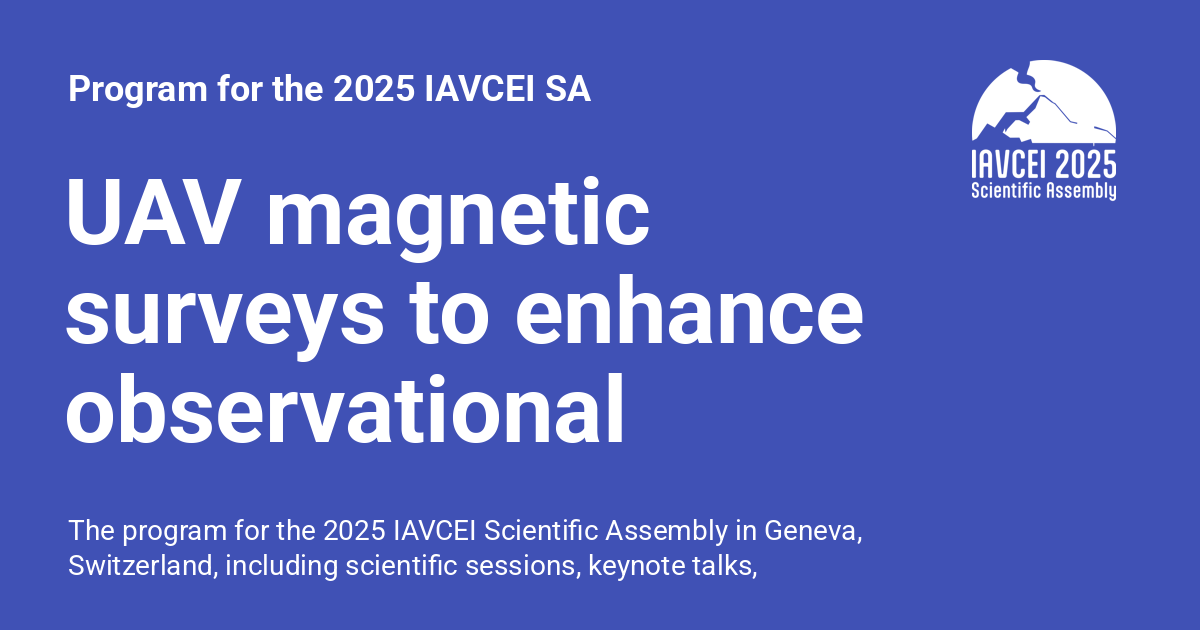 Program for the 2025 IAVCEI SA
IAVCEI 2025
Scientific Assembly
UAV magnetic
surveys to enhance
observational
The program for the 2025 IAVCEI Scientific Assembly in Geneva,
Switzerland, including scientific sessions, keynote talks,